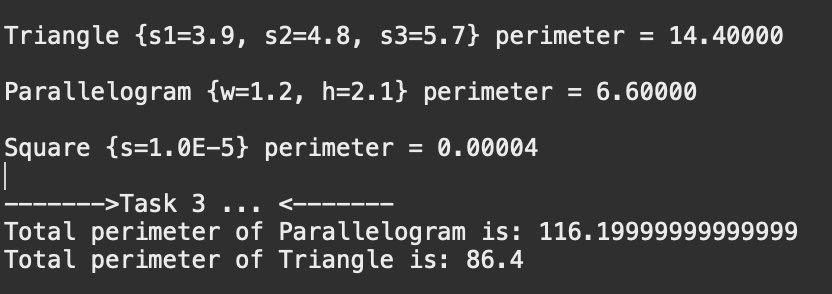 Triangle {s1=3.9, s2=4.8, s3=5.7} perimeter = 14.40000
Parallelogram {w=1.2, h=2.1} perimeter = 6.60000
Square {s=1.0E-5} perimeter = 0.00004
------->Task 3 ... <-------
Total perimeter of Parallelogram is: 116.19999999999999
Total perimeter of Triangle is: 86.4